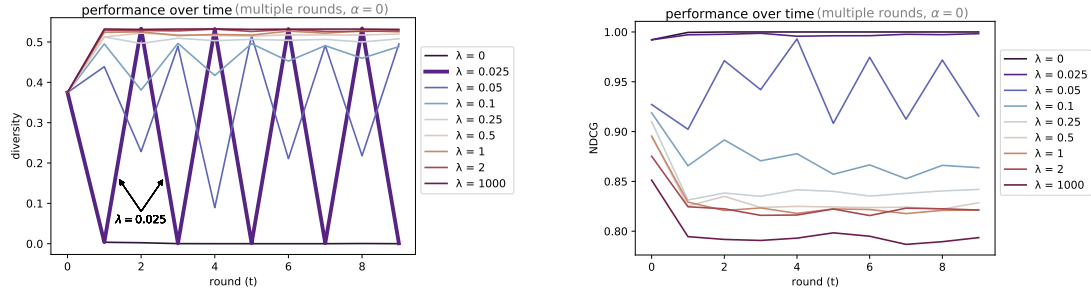 performance over time (multiple rounds, α = 0)
diversity
0.5
0.4
0.3
0.2
0.1
0.0
λ = 0.025
0 2 4 6 8
round (t)
λ = 0
λ = 0.025
λ = 0.05
λ = 0.1
λ = 0.25
λ = 0.5
λ = 1
λ = 2
λ = 1000
performance over time (multiple rounds, α = 0)
NDCG
1.00
0.95
0.90
0.85
0.80
0 2 4 6 8
round (t)
λ = 0
λ = 0.025
λ = 0.05
λ = 0.1
λ = 0.25
λ = 0.5
λ = 1
λ = 2
λ = 1000